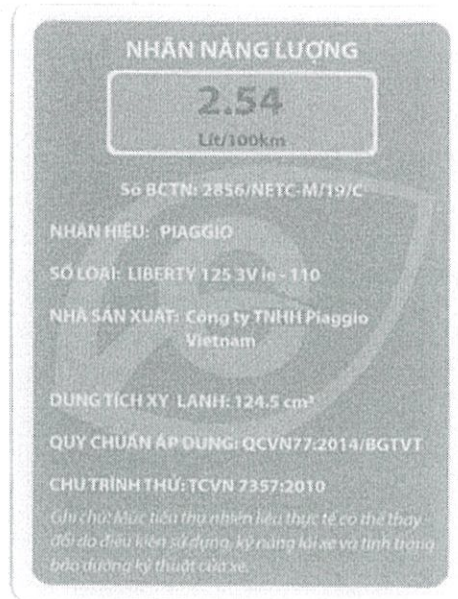 NHÃN NĂNG LƯỢNG
2.54
Lít/100km
Số BCTN: 2856/NETC-M/19/C
NHÃN HIỆU: PIAGGIO
SỐ LOẠI: LIBERTY 125 3V ie - 110
NHÀ SẢN XUẤT: Công ty TNHH Piaggio
Vietnam
DUNG TÍCH XY LANH: 124.5 cm³
QUY CHUẨN ÁP DỤNG: QCVN77:2014/BGTVT
CHU TRÌNH THỬ: TCVN 7357:2010
Ghi chú: Mức tiêu thụ nhiên liệu thực tế có thể thay
đổi do điều kiện sử dụng, kỹ năng lái xe và tình trạng
bảo dưỡng kỹ thuật của xe.